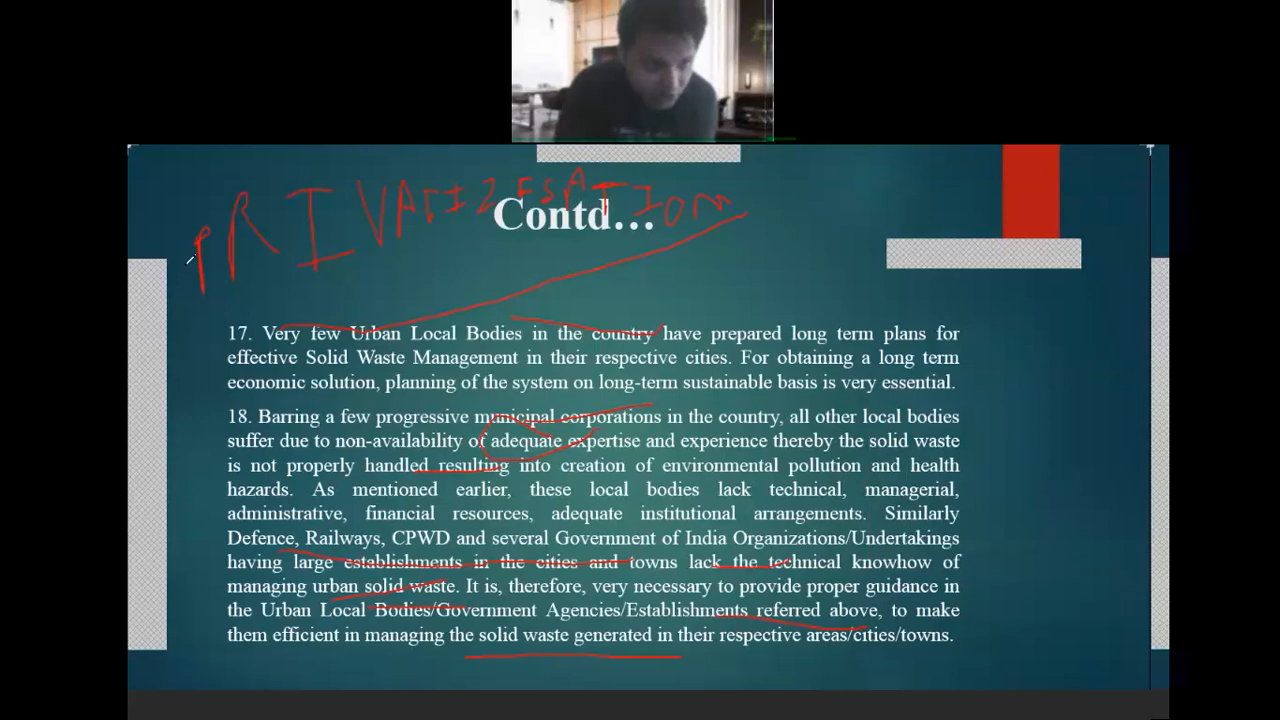 PRIVATIZESATION
Contd...
17. Very few Urban Local Bodies in the country have prepared long term plans for
effective Solid Waste Management in their respective cities. For obtaining a long term
economic solution, planning of the system on long-term sustainable basis is very essential.
18. Barring a few progressive municipal corporations in the country, all other local bodies
suffer due to non-availability of adequate expertise and experience thereby the solid waste
is not properly handled resulting into creation of environmental pollution and health
hazards. As mentioned earlier, these local bodies lack technical, managerial,
administrative, financial resources, adequate institutional arrangements. Similarly
Defence, Railways, CPWD and several Government of India Organizations/Undertakings
having large establishments in the cities and towns lack the technical knowhow of
managing urban solid waste. It is, therefore, very necessary to provide proper guidance in
the Urban Local Bodies/Government Agencies/Establishments referred above, to make
them efficient in managing the solid waste generated in their respective areas/cities/towns.